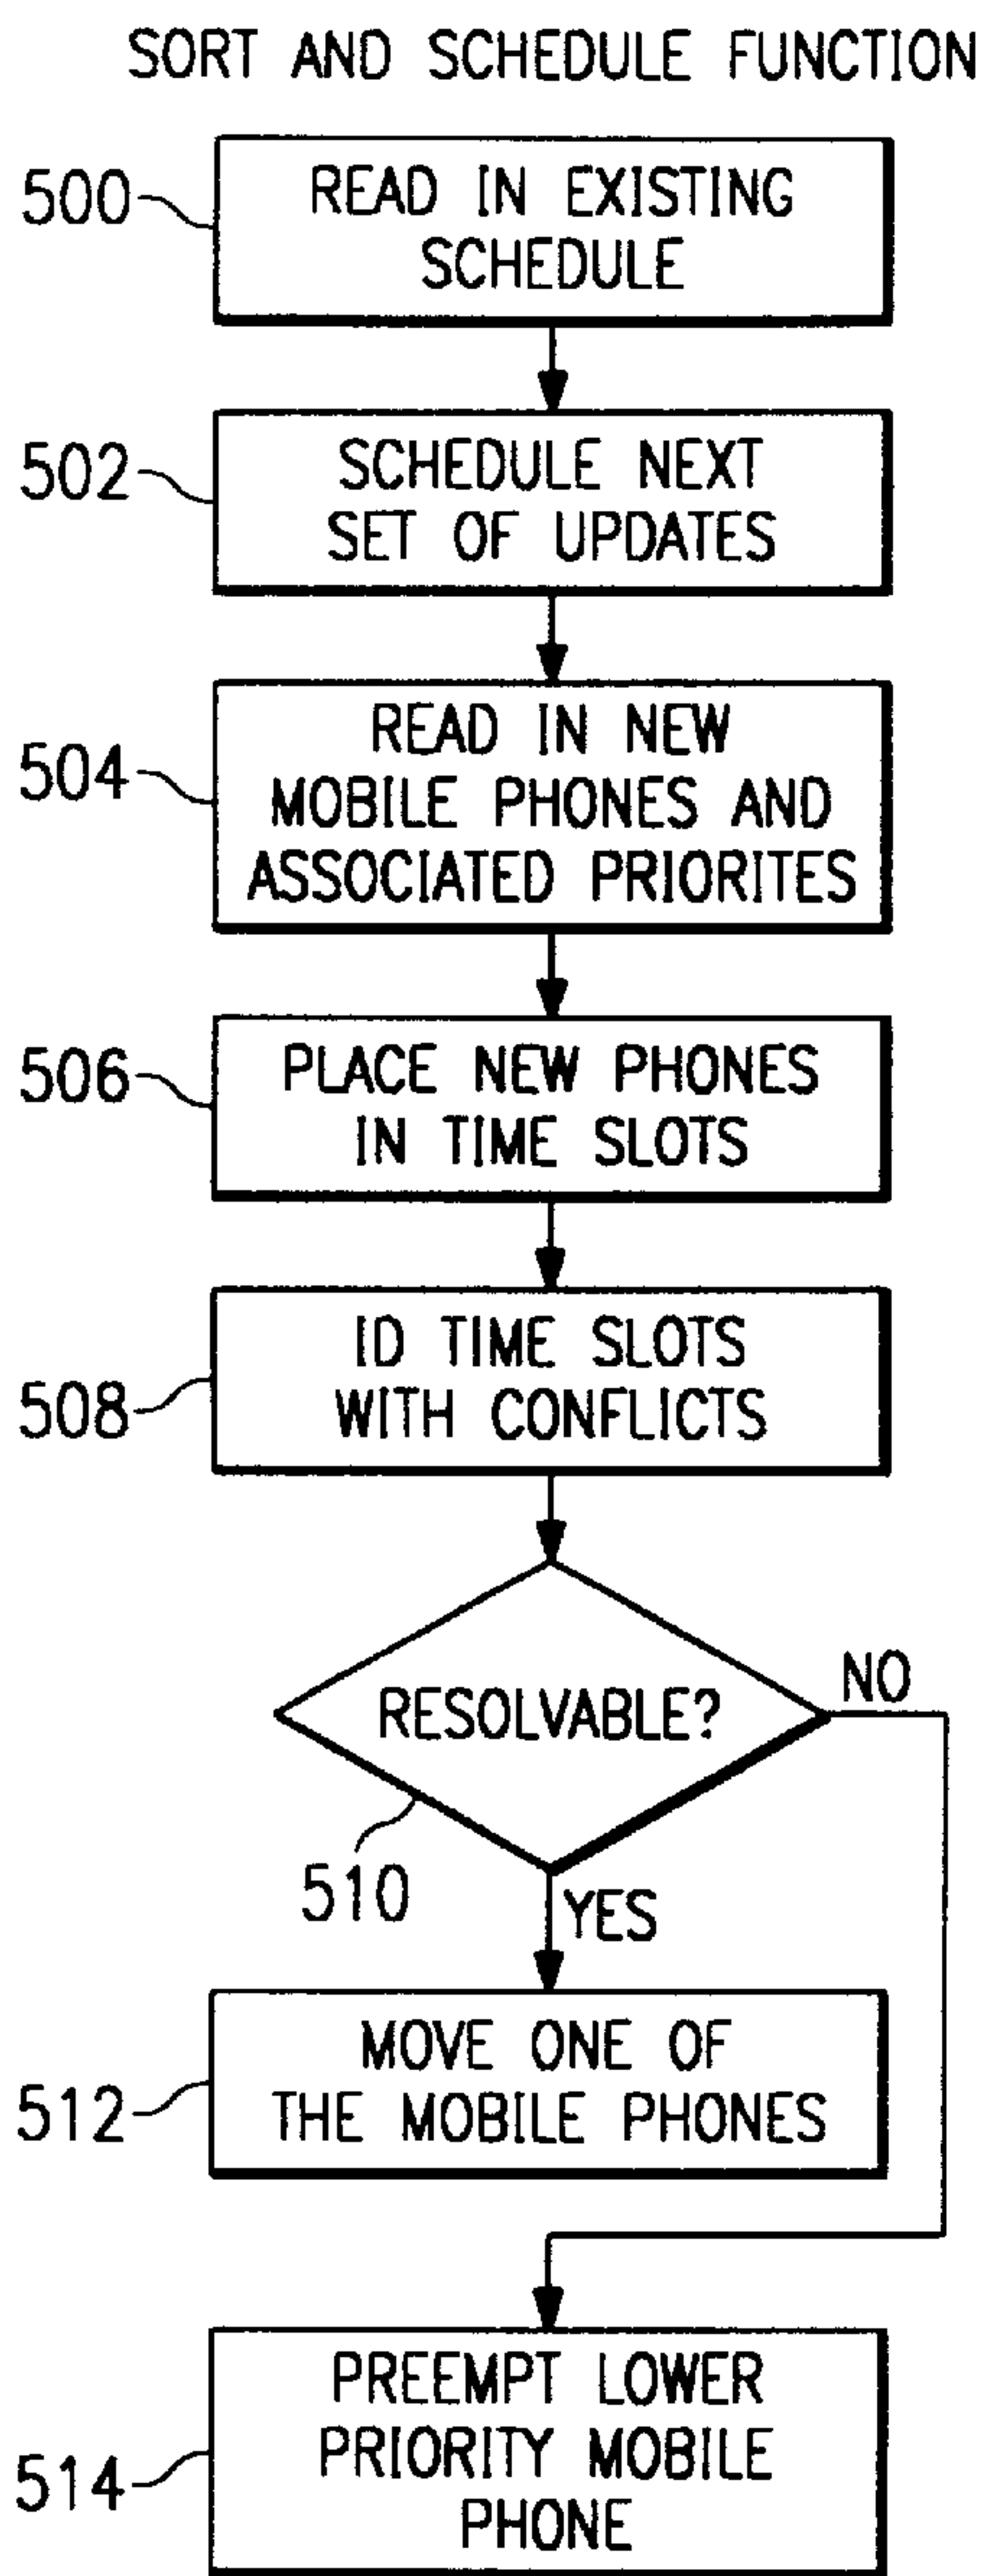 SORT AND SCHEDULE FUNCTION
500
READ IN EXISTING
SCHEDULE
502
SCHEDULE NEXT
SET OF UPDATES
504
READ IN NEW
MOBILE PHONES AND
ASSOCIATED PRIORITES
506
PLACE NEW PHONES
IN TIME SLOTS
508
ID TIME SLOTS
WITH CONFLICTS
RESOLVABLE?
NO
510
YES
512
MOVE ONE OF
THE MOBILE PHONES
514
PREEMPT LOWER
PRIORITY MOBILE
PHONE